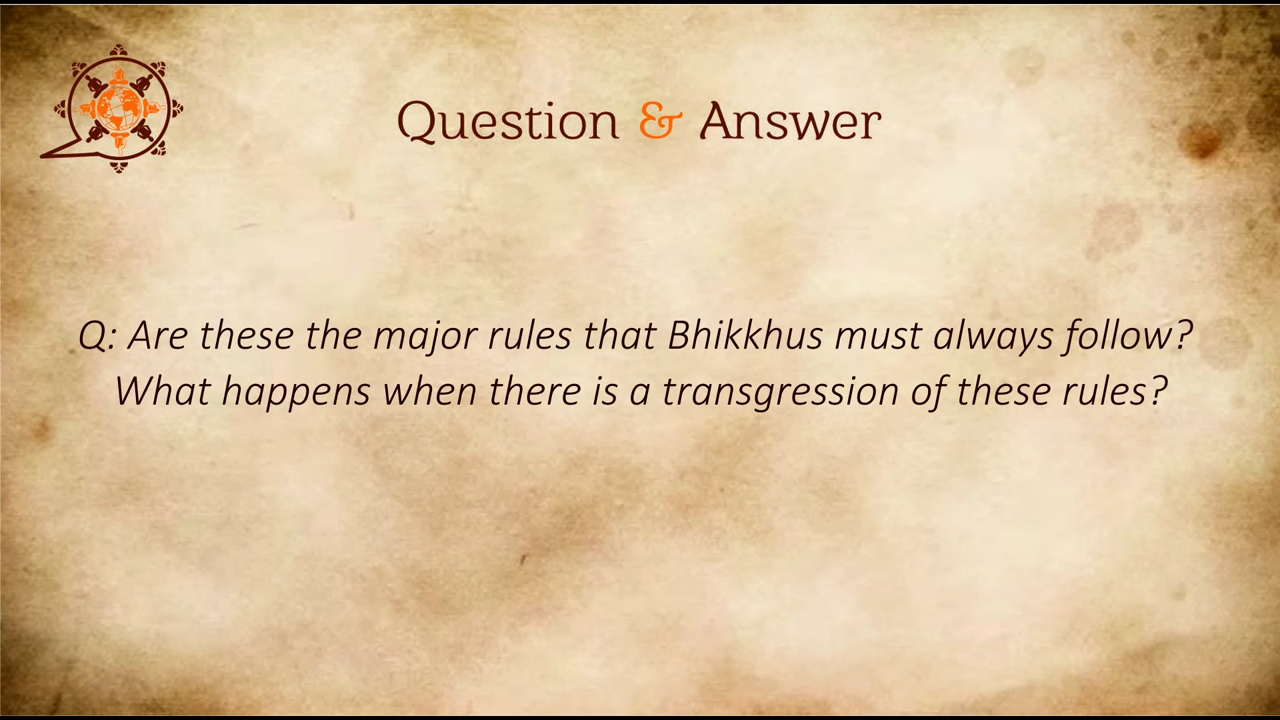 Question & Answer
Q: Are these the major rules that Bhikkhus must always follow?
What happens when there is a transgression of these rules?